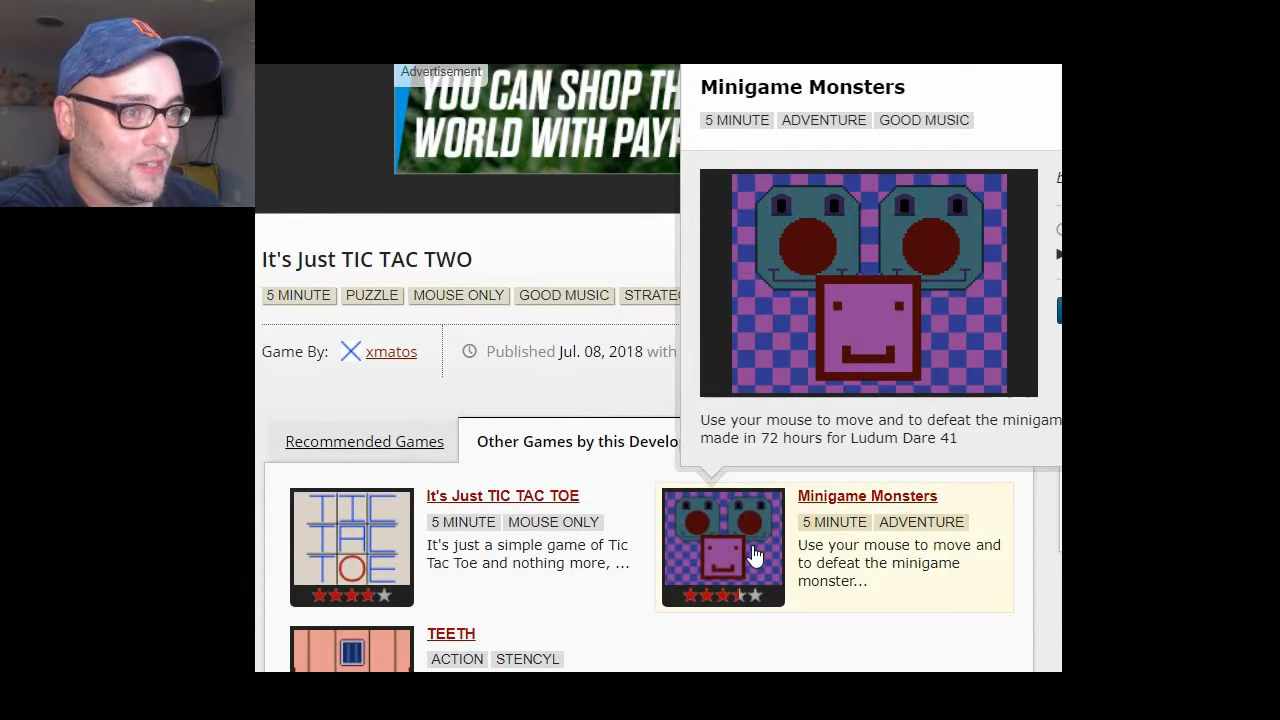 Advertisement
YOU CAN SHOP TH
WORLD WITH PAYP
Minigame Monsters
5 MINUTE ADVENTURE GOOD MUSIC
Use your mouse to move and to defeat the minigam
made in 72 hours for Ludum Dare 41
It's Just TIC TAC TWO
5 MINUTE PUZZLE MOUSE ONLY GOOD MUSIC STRATEG
Game By: xmatos Published Jul. 08, 2018 with
Recommended Games Other Games by this Develo
TIC
TAC
TOE
It's Just TIC TAC TOE
5 MINUTE MOUSE ONLY
It's just a simple game of Tic
Tac Toe and nothing more, ...
Minigame Monsters
5 MINUTE ADVENTURE
Use your mouse to move and
to defeat the minigame
monster...
TEETH
ACTION STENCYL